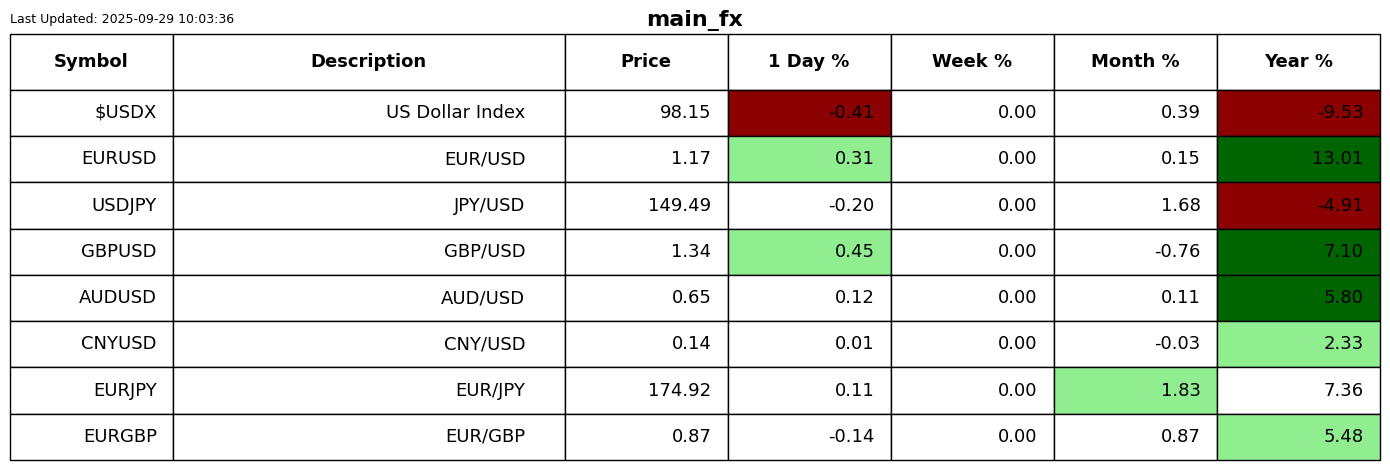 Last Updated: 2025-09-29 10:03:36
main_fx
Symbol Description Price 1 Day % Week % Month % Year %
$USDX US Dollar Index 98.15 -0.41 0.00 0.39 -9.53
EURUSD EUR/USD 1.17 0.31 0.00 0.15 13.01
USDJPY JPY/USD 149.49 -0.20 0.00 1.68 -4.91
GBPUSD GBP/USD 1.34 0.45 0.00 -0.76 7.10
AUDUSD AUD/USD 0.65 0.12 0.00 0.11 5.80
CNYUSD CNY/USD 0.14 0.01 0.00 -0.03 2.33
EURJPY EUR/JPY 174.92 0.11 0.00 1.83 7.36
EURGBP EUR/GBP 0.87 -0.14 0.00 0.87 5.48